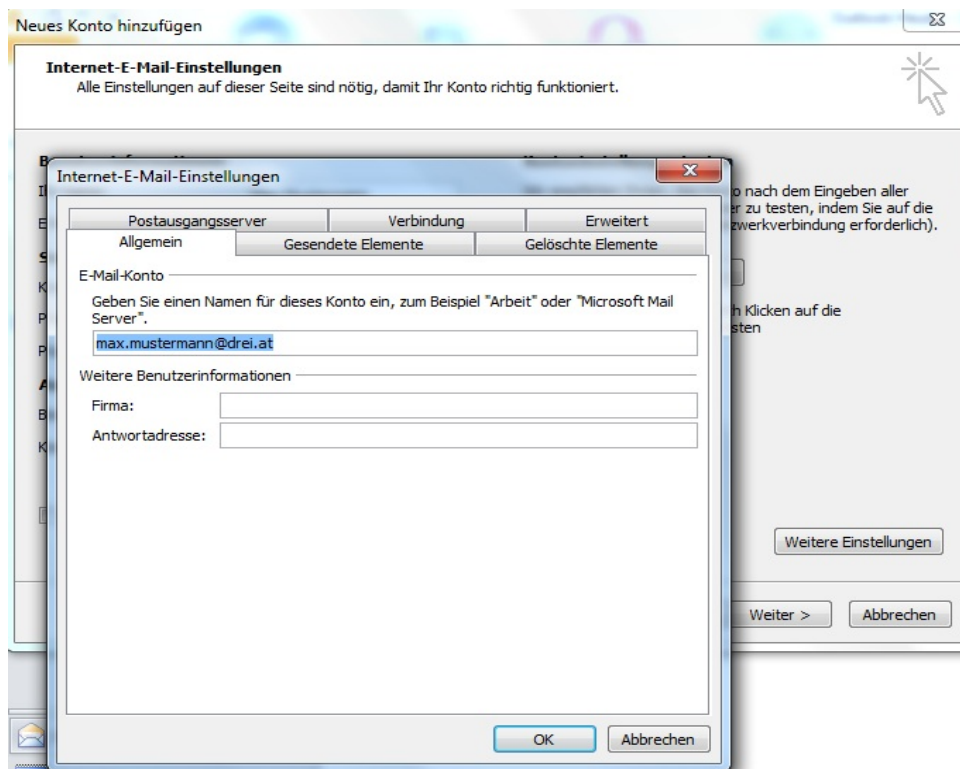 Neues Konto hinzufügen
Internet-E-Mail-Einstellungen
Alle Einstellungen auf dieser Seite sind nötig, damit Ihr Konto richtig funktioniert.
nach dem Eingeben aller
zu testen, indem Sie auf die
zwerkverbindung erforderlich).
Klicken auf die
Internet-E-Mail-Einstellungen
Postausgangsserver
Verbindung
Erweitert
Allgemein
Gesendete Elemente
Gelöschte Elemente
E-Mail-Konto
Geben Sie einen Namen für dieses Konto ein, zum Beispiel "Arbeit" oder "Microsoft Mail
Server".
max.mustermann@drei.at
Weitere Benutzerinformationen
Firma:
Antwortadresse:
Weitere Einstellungen
Weiter >
Abbrechen
OK
Abbrechen